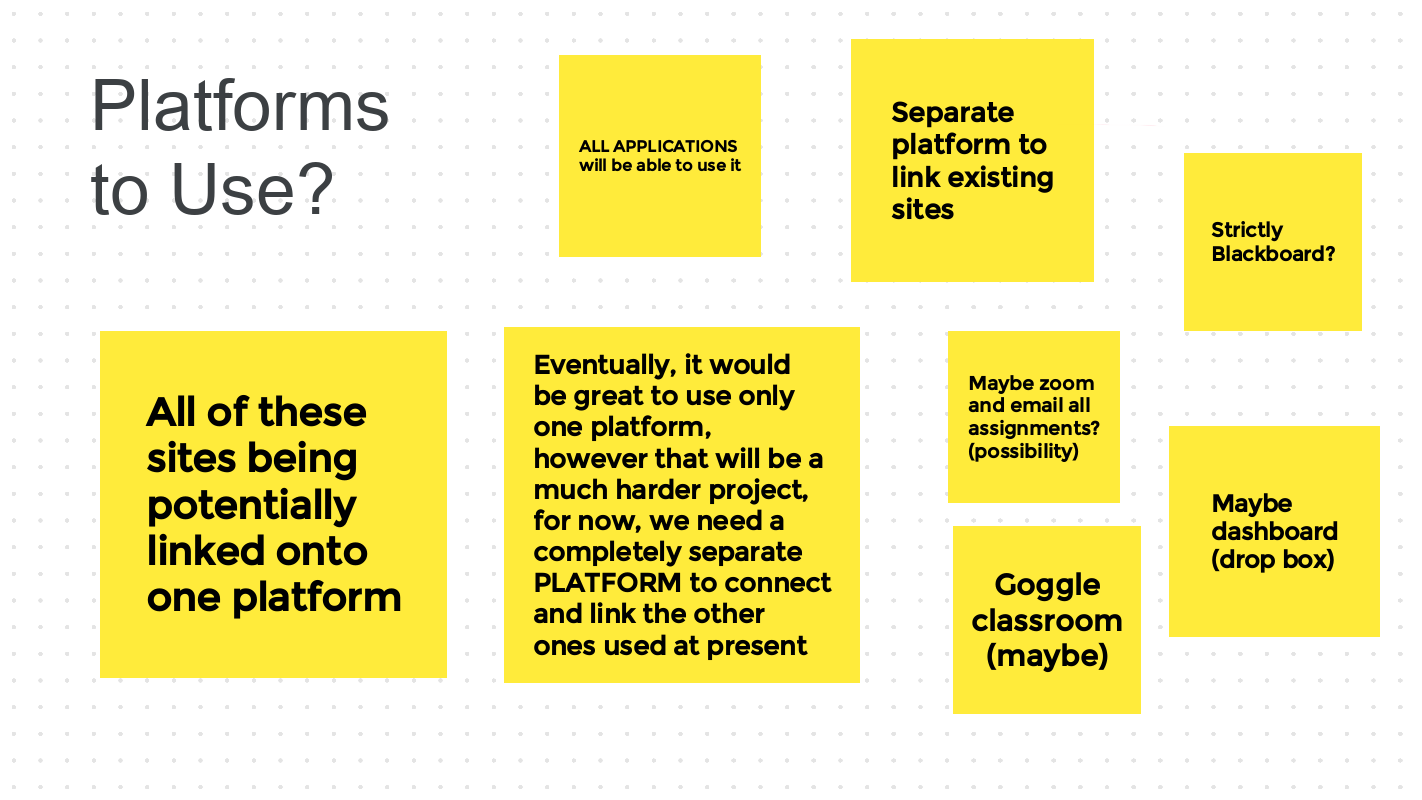 Platforms
to Use?
ALL APPLICATIONS
will be able to use it
Separate
platform to
link existing
sites
Strictly
Blackboard?
All of these
sites being
potentially
linked onto
one platform
Eventually, it would
be great to use only
one platform,
however that will be a
much harder project,
for now, we need a
completely separate
PLATFORM to connect
and link the other
ones used at present
Maybe zoom
and email all
assignments?
(possibility)
Goggle
classroom
(maybe)
Maybe
dashboard
(drop box)